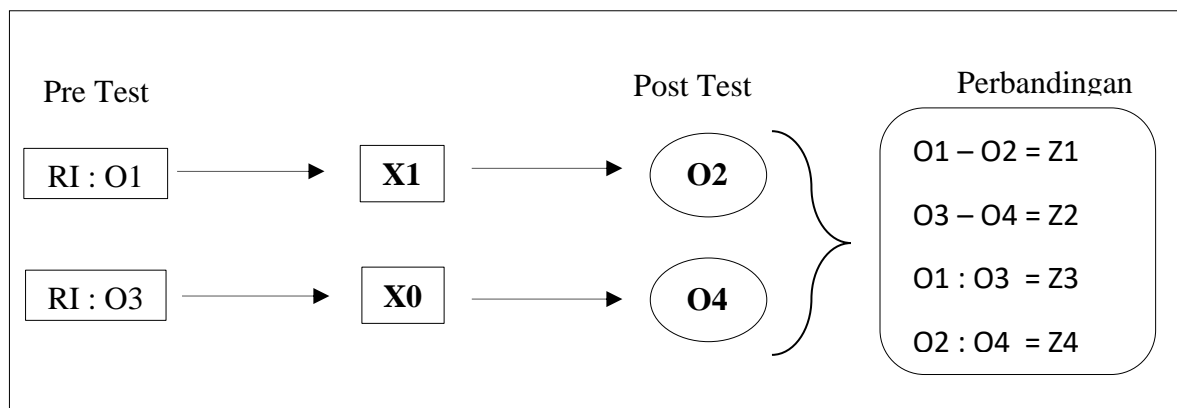 Pre Test
Post Test
Perbandingan
RI : O1
X1
O2
RI : O3
X0
O4
O1 – O2 = Z1
O3 – O4 = Z2
O1 : O3 = Z3
O2 : O4 = Z4